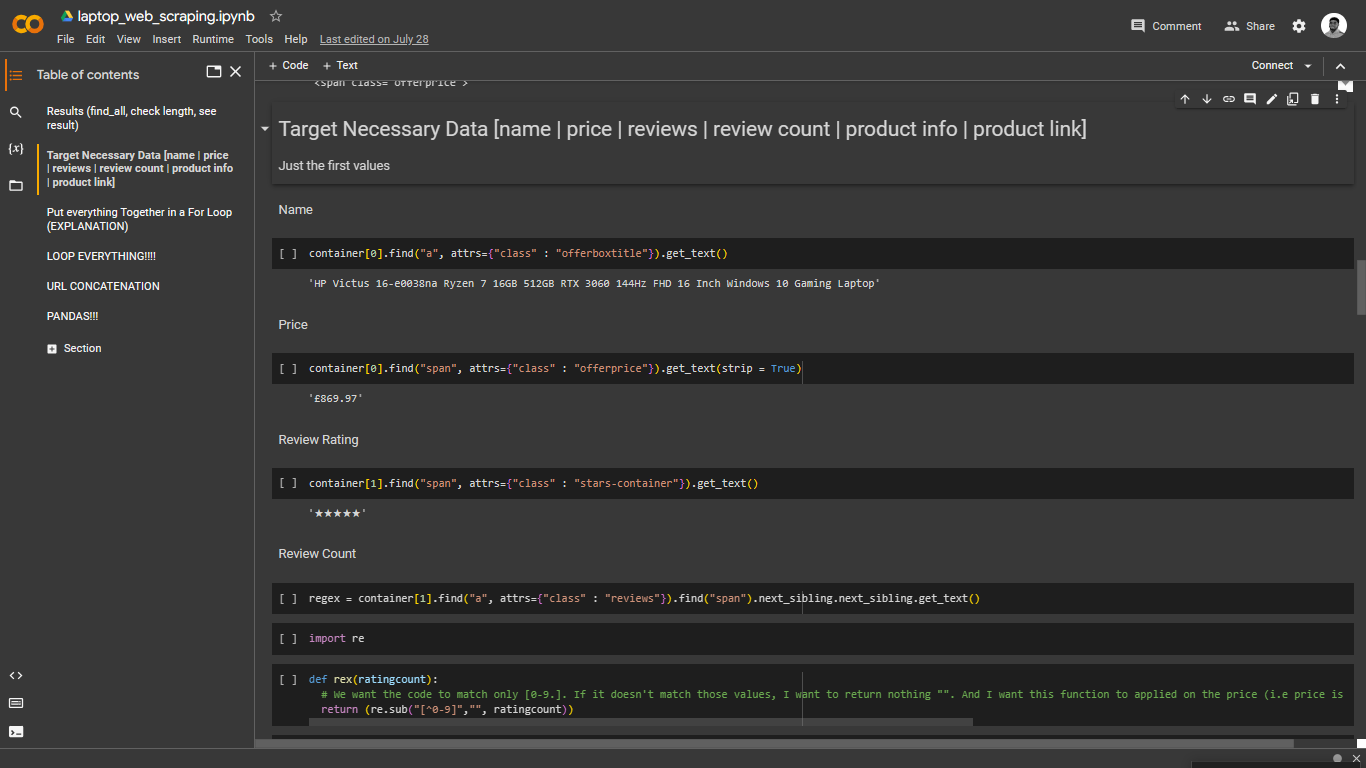 laptop_web_scraping.ipynb
File Edit View Insert Runtime Tools Help Last edited on July 28
Comment Share
Table of contents
+ Code + Text
Connect
Results (find_all, check length, see
result)
Target Necessary Data [name | price
| reviews | review count | product info
| product link]
Put everything Together in a For Loop
(EXPLANATION)
LOOP EVERYTHING!!!!
URL CONCATENATION
PANDAS!!!
Section
{x}
<span class= offerprice >
Target Necessary Data [name | price | reviews | review count | product info | product link]
Just the first values
Name
[ ] container[0].find("a", attrs={"class" : "offerboxtitle"}).get_text()
'HP Victus 16-e0038na Ryzen 7 16GB 512GB RTX 3060 144Hz FHD 16 Inch Windows 10 Gaming Laptop'
Price
[ ] container[0].find("span", attrs={"class" : "offerprice"}).get_text(strip = True)
'£869.97'
Review Rating
[ ] container[1].find("span", attrs={"class" : "stars-container"}).get_text()
'★★★★★'
Review Count
[ ] regex = container[1].find("a", attrs={"class" : "reviews"}).find("span").next_sibling.next_sibling.get_text()
[ ] import re
[ ] def rex(ratingcount):
# We want the code to match only [0-9.]. If it doesn't match those values, I want to return nothing "". And I want this function to applied on the price (i.e price is
return (re.sub("[^0-9]","", ratingcount))